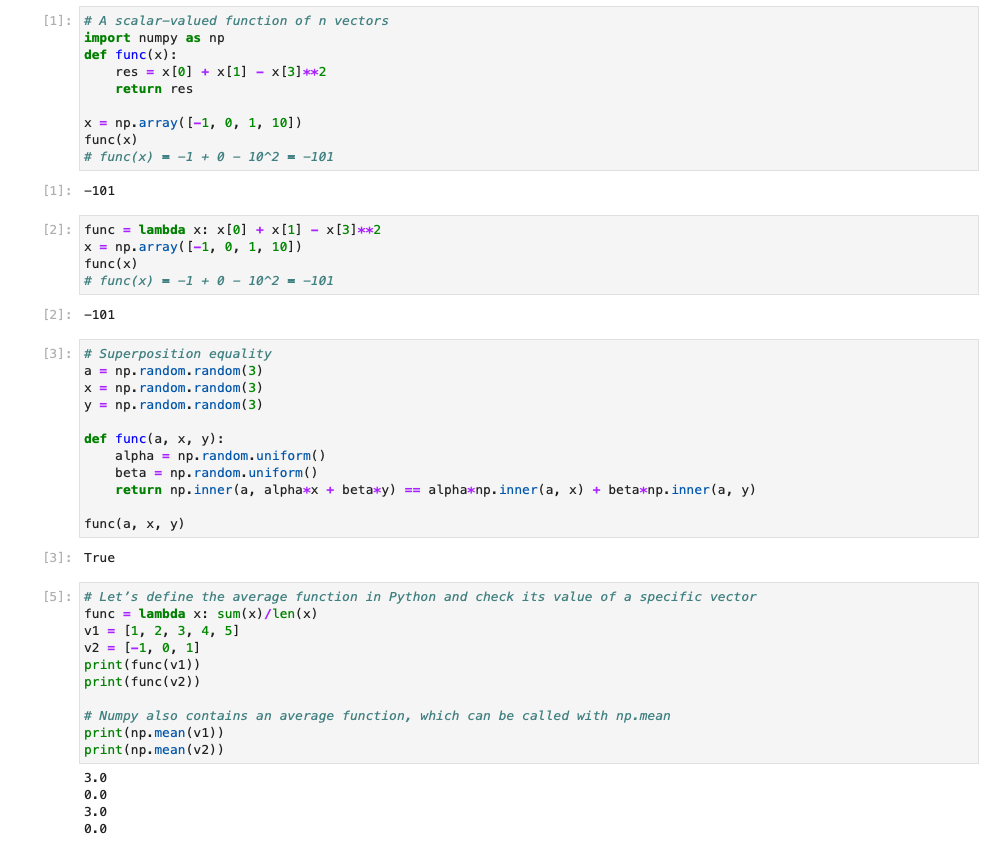 [1]: # A scalar-valued function of n vectors
import numpy as np
def func(x):
    res = x[0] + x[1] - x[3]**2
    return res

x = np.array([-1, 0, 1, 10])
func(x)
# func(x) = -1 + 0 - 10^2 = -101
[1]: -101
[2]: func = lambda x: x[0] + x[1] - x[3]**2
x = np.array([-1, 0, 1, 10])
func(x)
# func(x) = -1 + 0 - 10^2 = -101
[2]: -101
[3]: # Superposition equality
a = np.random.random(3)
x = np.random.random(3)
y = np.random.random(3)

def func(a, x, y):
    alpha = np.random.uniform()
    beta = np.random.uniform()
    return np.inner(a, alpha*x + beta*y) == alpha*np.inner(a, x) + beta*np.inner(a, y)

func(a, x, y)
[3]: True
[5]: # Let’s define the average function in Python and check its value of a specific vector
func = lambda x: sum(x)/len(x)
v1 = [1, 2, 3, 4, 5]
v2 = [-1, 0, 1]
print(func(v1))
print(func(v2))

# Numpy also contains an average function, which can be called with np.mean
print(np.mean(v1))
print(np.mean(v2))
3.0
0.0
3.0
0.0